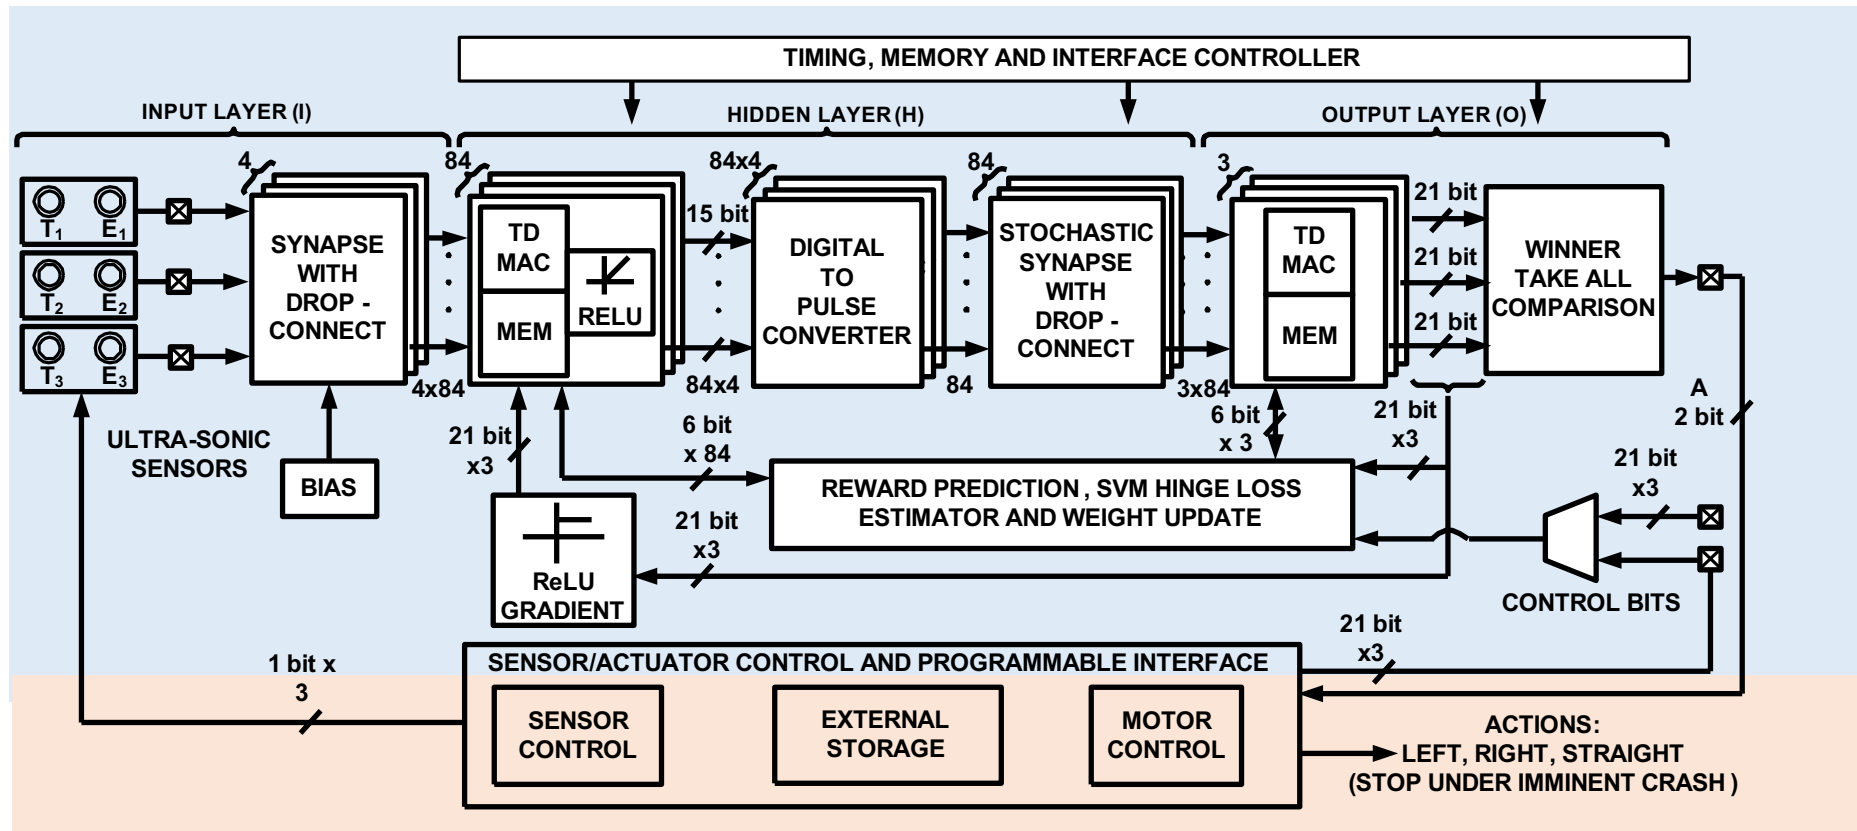 TIMING, MEMORY AND INTERFACE CONTROLLER
INPUT LAYER (I)
HIDDEN LAYER (H)
OUTPUT LAYER (O)
4
84
84x4
84
3
T1 E1
T2 E2
T3 E3
SYNAPSE
WITH
DROP -
CONNECT
4x84
TD
MAC
MEM
RELU
15 bit
84x4
DIGITAL
TO
PULSE
CONVERTER
84
STOCHASTIC
SYNAPSE
WITH
DROP -
CONNECT
3x84
TD
MAC
MEM
21 bit
21 bit
21 bit
WINNER
TAKE ALL
COMPARISON
A
2 bit
ULTRA-SONIC
SENSORS
BIAS
21 bit
x3
6 bit
x 84
6 bit
x 3
21 bit
x3
21 bit
x3
REWARD PREDICTION , SVM HINGE LOSS
ESTIMATOR AND WEIGHT UPDATE
21 bit
x3
ReLU
GRADIENT
CONTROL BITS
21 bit
x3
1 bit x
3
SENSOR/ACTUATOR CONTROL AND PROGRAMMABLE INTERFACE
SENSOR
CONTROL
EXTERNAL
STORAGE
MOTOR
CONTROL
ACTIONS:
LEFT, RIGHT, STRAIGHT
(STOP UNDER IMMINENT CRASH )